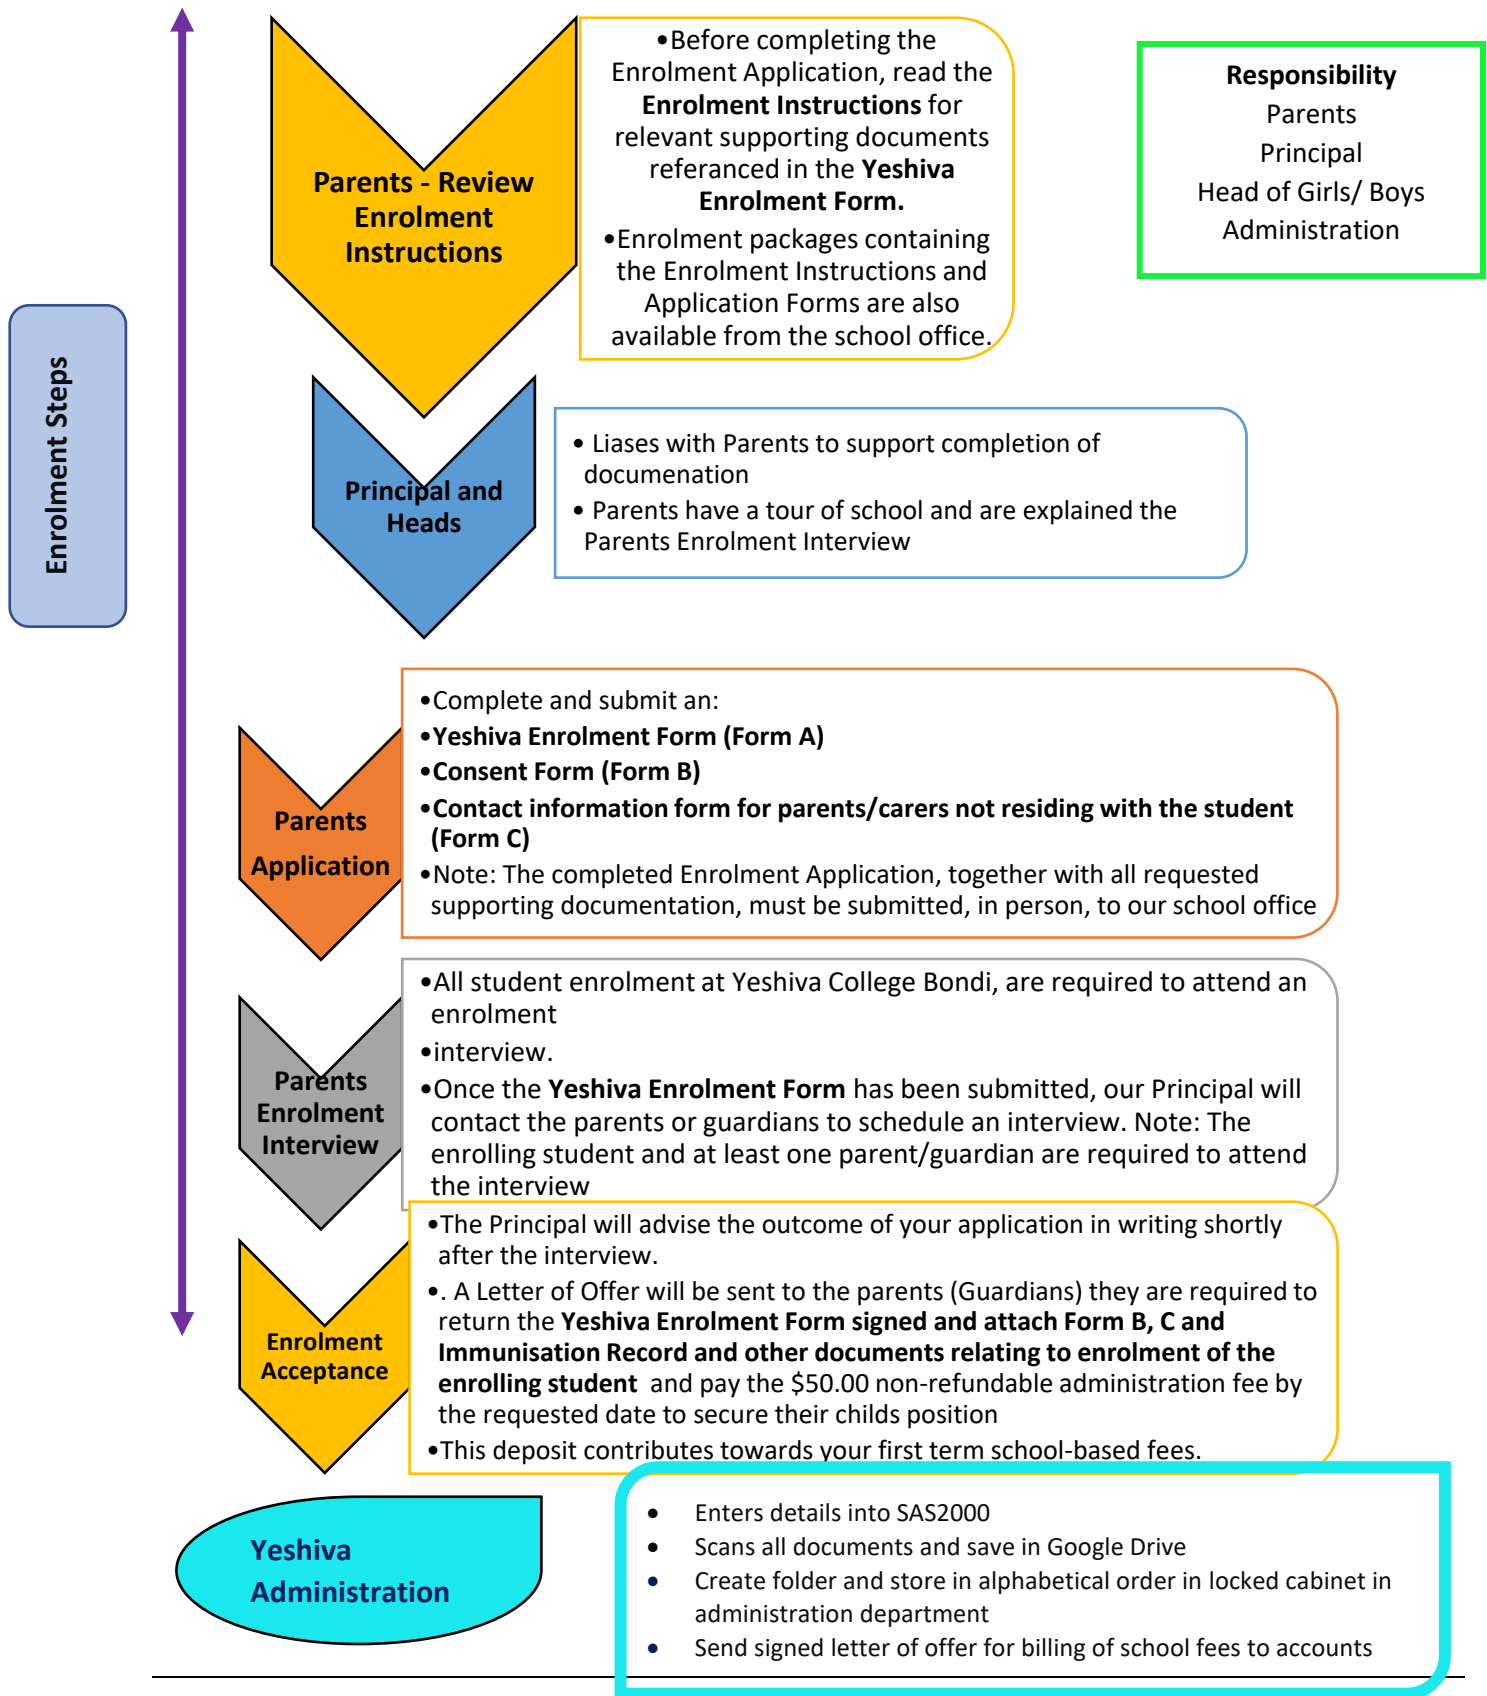 Enrolment Steps
Parents - Review
Enrolment
Instructions
•Before completing the
Enrolment Application, read the
Enrolment Instructions for
relevant supporting documents
referanced in the Yeshiva
Enrolment Form.
•Enrolment packages containing
the Enrolment Instructions and
Application Forms are also
available from the school office.
Responsibility
Parents
Principal
Head of Girls/ Boys
Administration
Principal and
Heads
• Liases with Parents to support completion of
documenation
• Parents have a tour of school and are explained the
Parents Enrolment Interview
Parents
Application
•Complete and submit an:
•Yeshiva Enrolment Form (Form A)
•Consent Form (Form B)
•Contact information form for parents/carers not residing with the student
(Form C)
•Note: The completed Enrolment Application, together with all requested
supporting documentation, must be submitted, in person, to our school office
Parents
Enrolment
Interview
•All student enrolment at Yeshiva College Bondi, are required to attend an
enrolment
•interview.
•Once the Yeshiva Enrolment Form has been submitted, our Principal will
contact the parents or guardians to schedule an interview. Note: The
enrolling student and at least one parent/guardian are required to attend
the interview
Enrolment
Acceptance
•The Principal will advise the outcome of your application in writing shortly
after the interview.
•. A Letter of Offer will be sent to the parents (Guardians) they are required to
return the Yeshiva Enrolment Form signed and attach Form B, C and
Immunisation Record and other documents relating to enrolment of the
enrolling student and pay the $50.00 non-refundable administration fee by
the requested date to secure their childs position
•This deposit contributes towards your first term school-based fees.
Yeshiva
Administration
• Enters details into SAS2000
• Scans all documents and save in Google Drive
• Create folder and store in alphabetical order in locked cabinet in
administration department
• Send signed letter of offer for billing of school fees to accounts